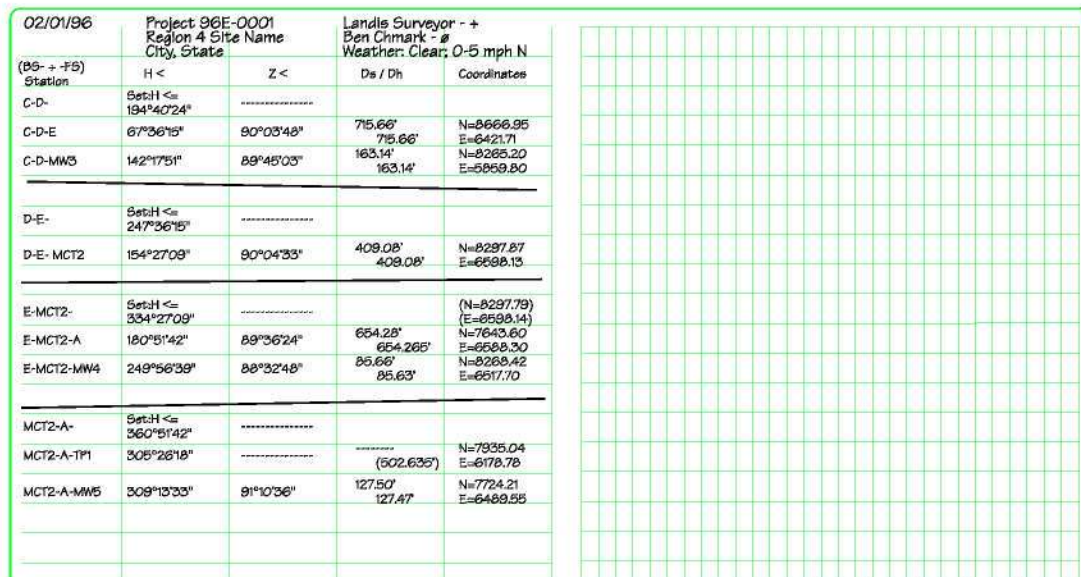 02/01/96 Project 96E-0001 Landis Surveyor - +
Region 4 Site Name Ben Chmark - ø
City, State Weather: Clear; 0-5 mph N
(BS- + -FS) Station H < Z < Ds / Dh Coordinates
C-D- Set:H <= 194°40'24" --------------
C-D-E 67°36'15" 90°03'48" 715.66' 715.66' N=8666.95 E=6421.71
C-D-MW3 142°17'51" 89°45'03" 163.14' 163.14' N=8265.20 E=5859.80
D-E- Set:H <= 247°36'15" --------------
D-E- MCT2 154°27'09" 90°04'33" 409.08' 409.08' N=8297.87 E=6598.13
E-MCT2- Set:H <= 334°27'09" -------------- (N=8297.79) (E=6598.14)
E-MCT2-A 180°51'42" 89°36'24" 654.28' 654.265' N=7643.60 E=6588.30
E-MCT2-MW4 249°56'39" 88°32'48" 85.66' 85.63' N=8268.42 E=6517.70
MCT2-A- Set:H <= 360°51'42" --------------
MCT2-A-TP1 305°26'18" -------------- -------- (502.635') N=7935.04 E=6178.78
MCT2-A-MW5 309°13'33" 91°10'36" 127.50' 127.47' N=7724.21 E=6489.55